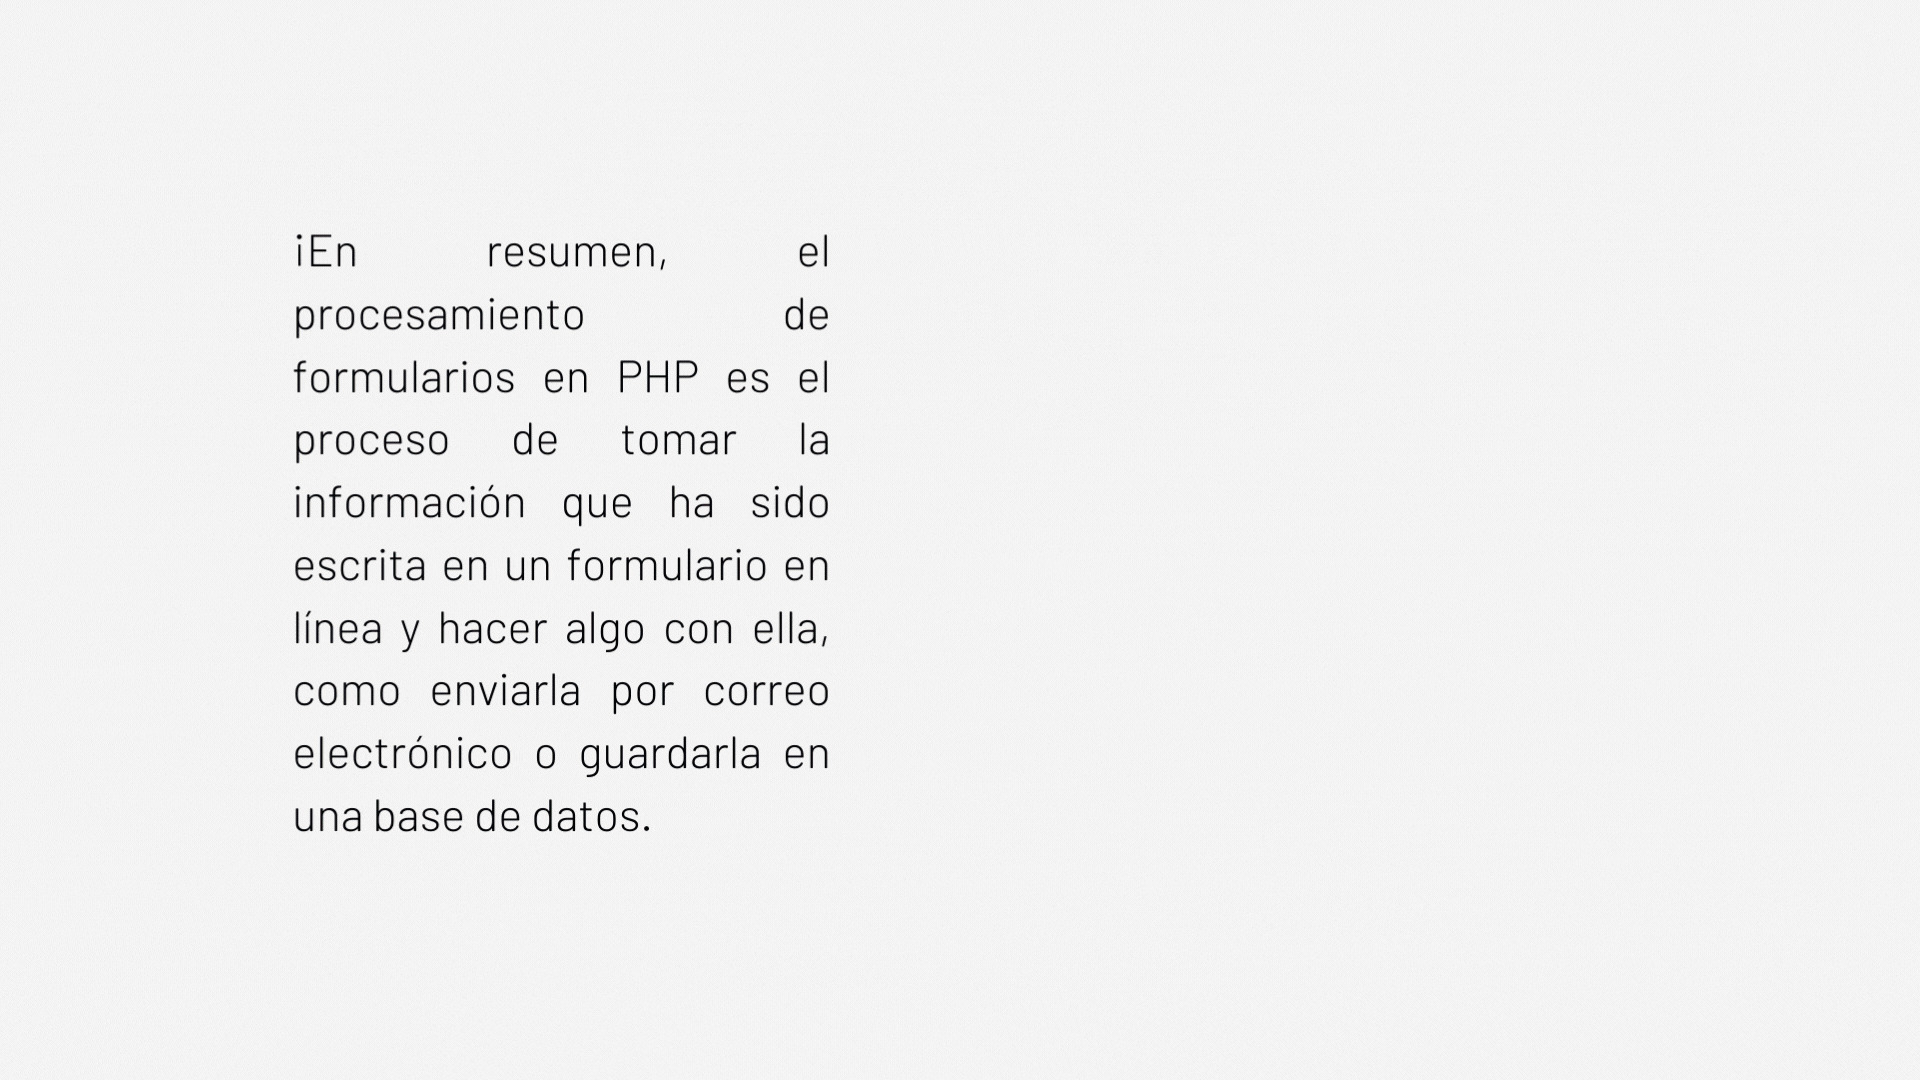 ¡En resumen, el
procesamiento de
formularios en PHP es el
proceso de tomar la
información que ha sido
escrita en un formulario en
línea y hacer algo con ella,
como enviarla por correo
electrónico o guardarla en
una base de datos.